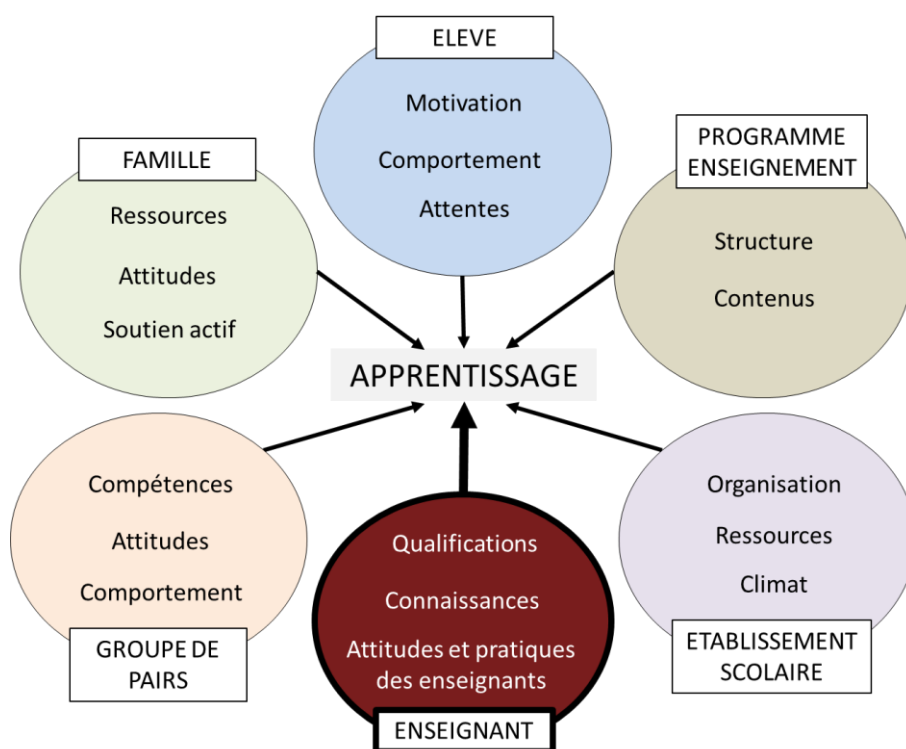 ELEVE
Motivation
Comportement
Attentes
FAMILLE
Ressources
Attitudes
Soutien actif
PROGRAMME
ENSEIGNEMENT
Structure
Contenus
APPRENTISSAGE
Compétences
Attitudes
Comportement
GROUPE DE
PAIRS
Qualifications
Connaissances
Attitudes et pratiques
des enseignants
ENSEIGNANT
Organisation
Ressources
Climat
ETABLISSEMENT
SCOLAIRE